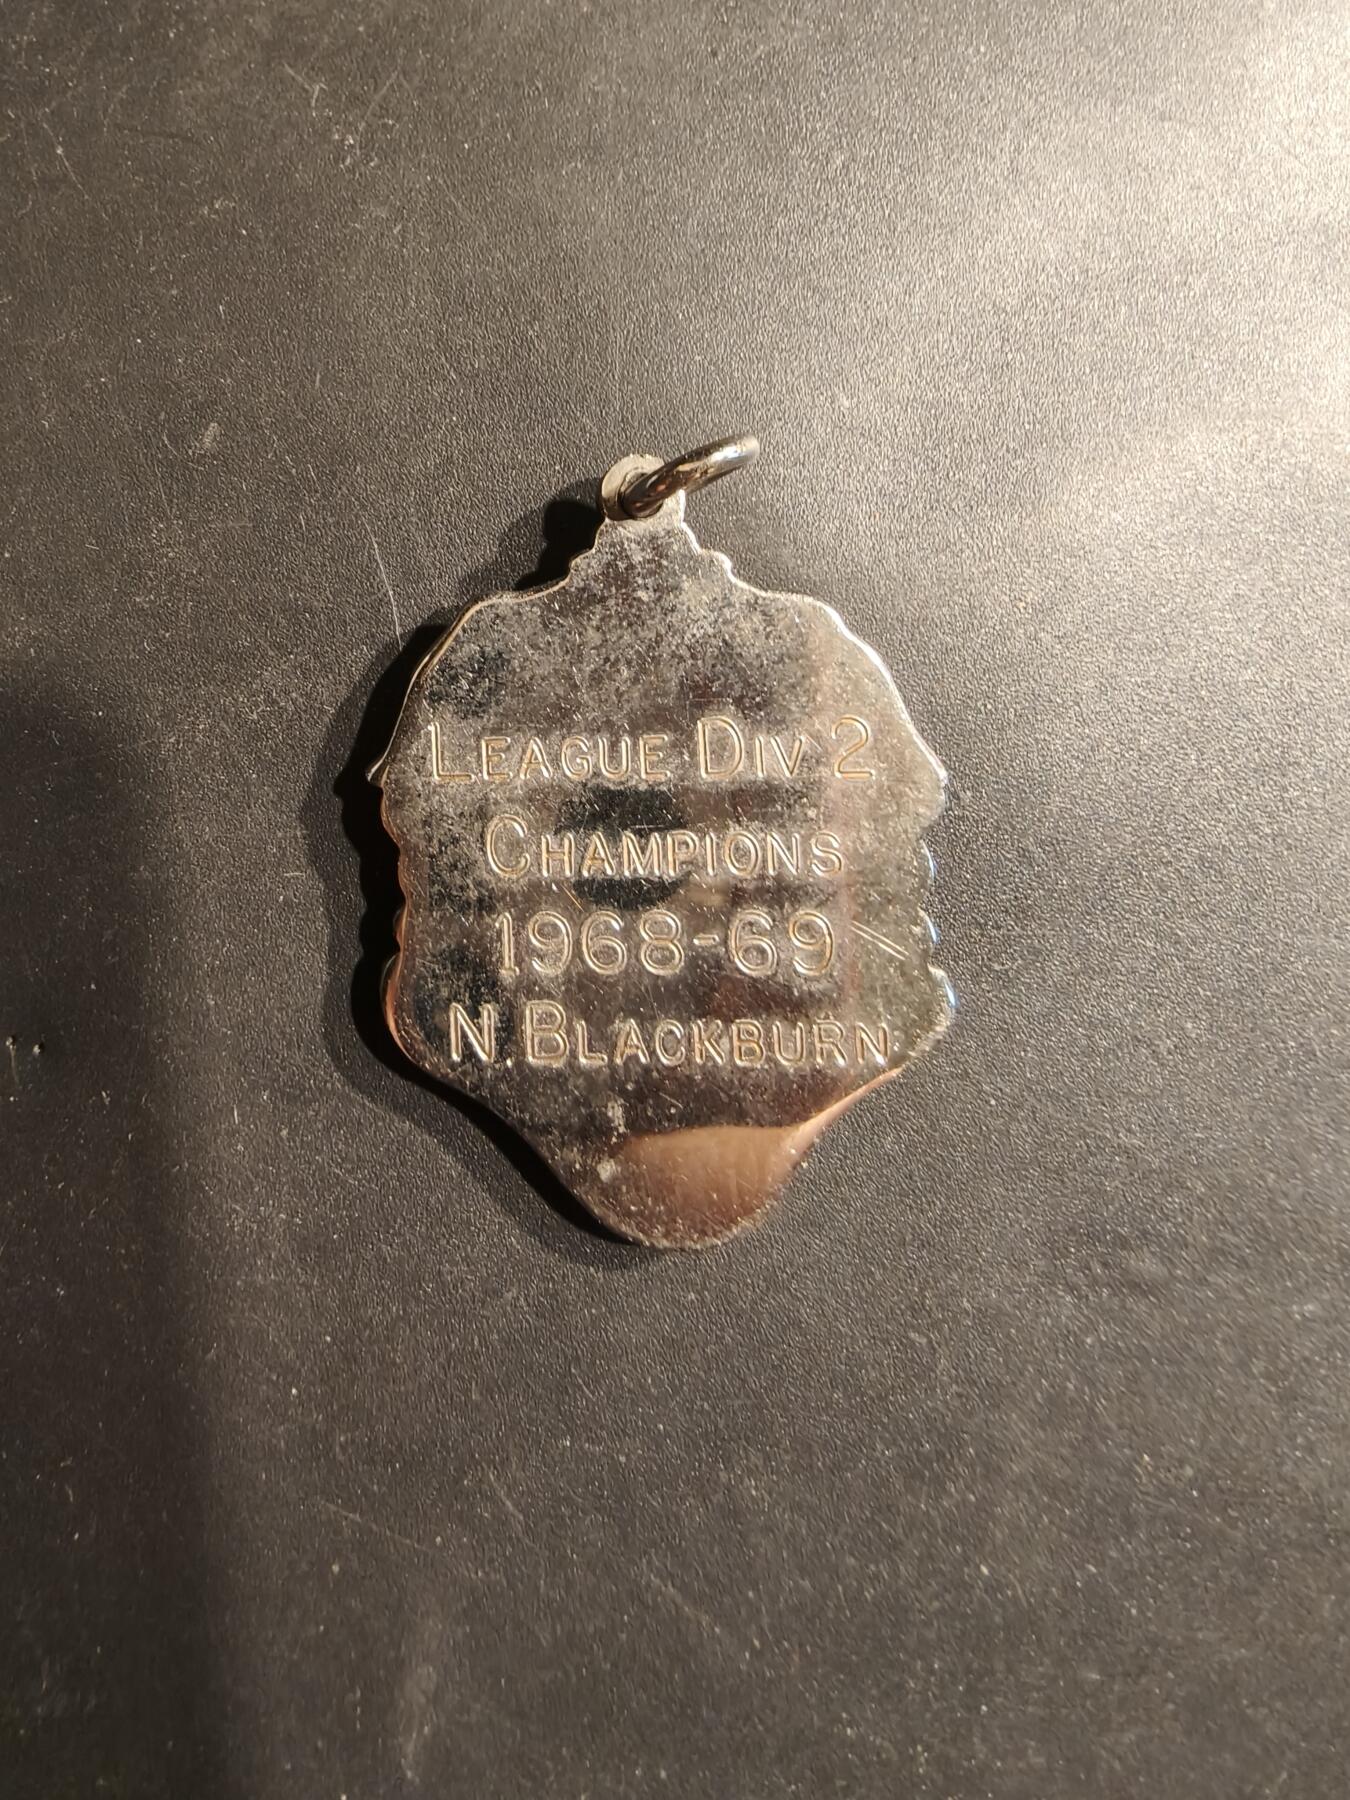 League Div 2
Champions
1968-69
N. Blackburn